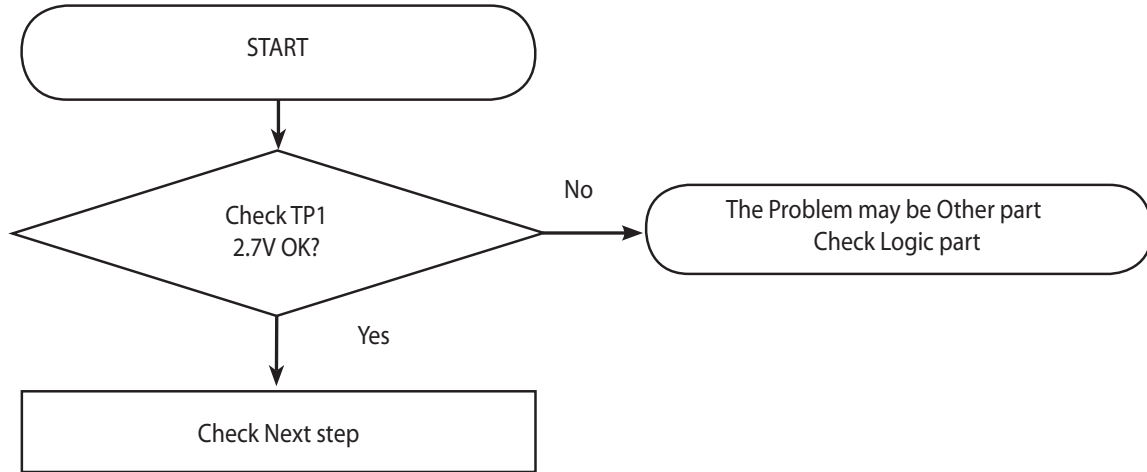 START
Check TP1
2.7V OK?
No
The Problem may be Other part
Check Logic part
Yes
Check Next step